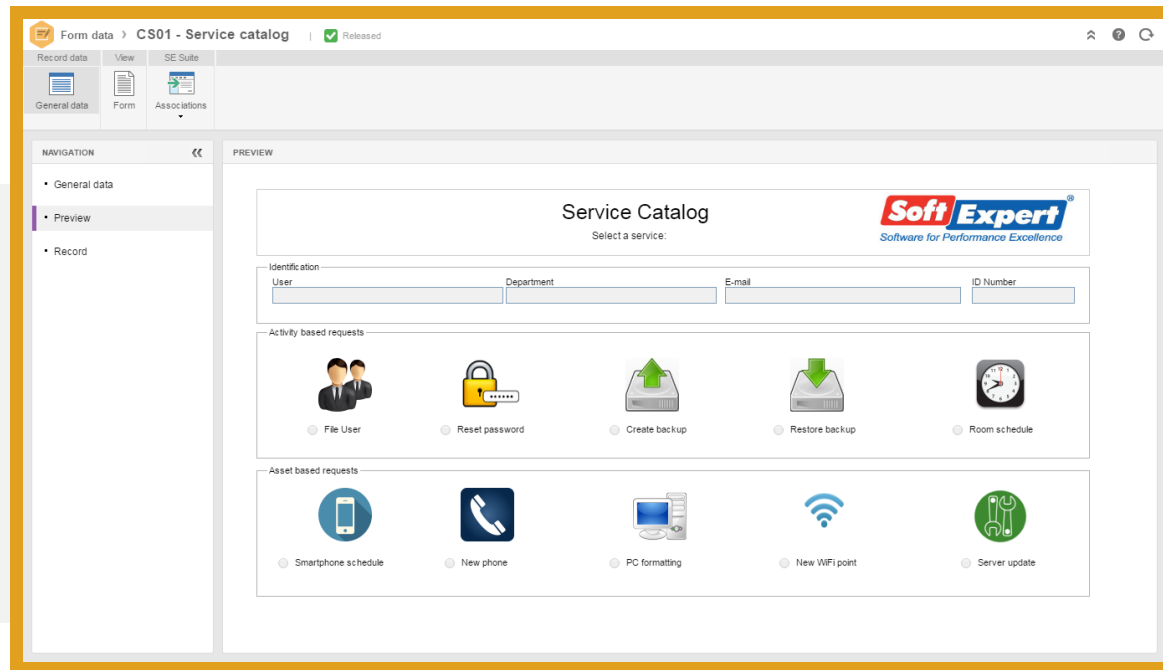 Form data > CS01 - Service catalog | Released
Record data View SE Suite
General data Form Associations
NAVIGATION
PREVIEW
General data
Preview
Record
Service Catalog
Select a service:
Soft Expert®
Software for Performance Excellence
Identification
User Department E-mail ID Number
Activity based requests
File User Reset password Create backup Restore backup Room schedule
Asset based requests
Smartphone schedule New phone PC formatting New WiFi point Server update